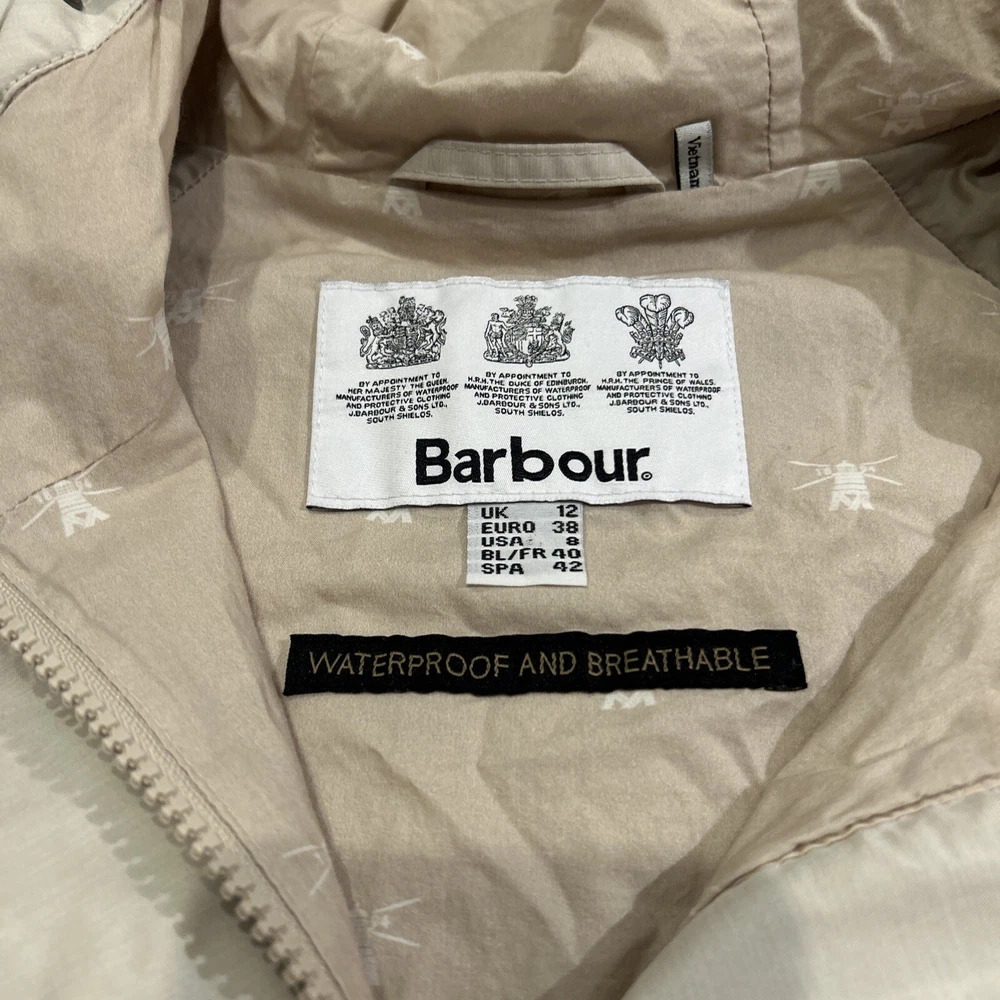 Vietnam
BY APPOINTMENT TO
HER MAJESTY THE QUEEN,
MANUFACTURERS OF WATERPROOF
AND PROTECTIVE CLOTHING
J.BARBOUR & SONS LTD.,
SOUTH SHIELDS.
BY APPOINTMENT TO
H.R.H. THE DUKE OF EDINBURGH,
MANUFACTURERS OF WATERPROOF
AND PROTECTIVE CLOTHING
J.BARBOUR & SONS LTD.,
SOUTH SHIELDS.
BY APPOINTMENT TO
H.R.H. THE PRINCE OF WALES.
MANUFACTURERS OF WATERPROOF
AND PROTECTIVE CLOTHING
J.BARBOUR & SONS LTD.,
SOUTH SHIELDS.
Barbour
UK 12
EURO 38
USA 8
BL/FR 40
SPA 42
WATERPROOF AND BREATHABLE